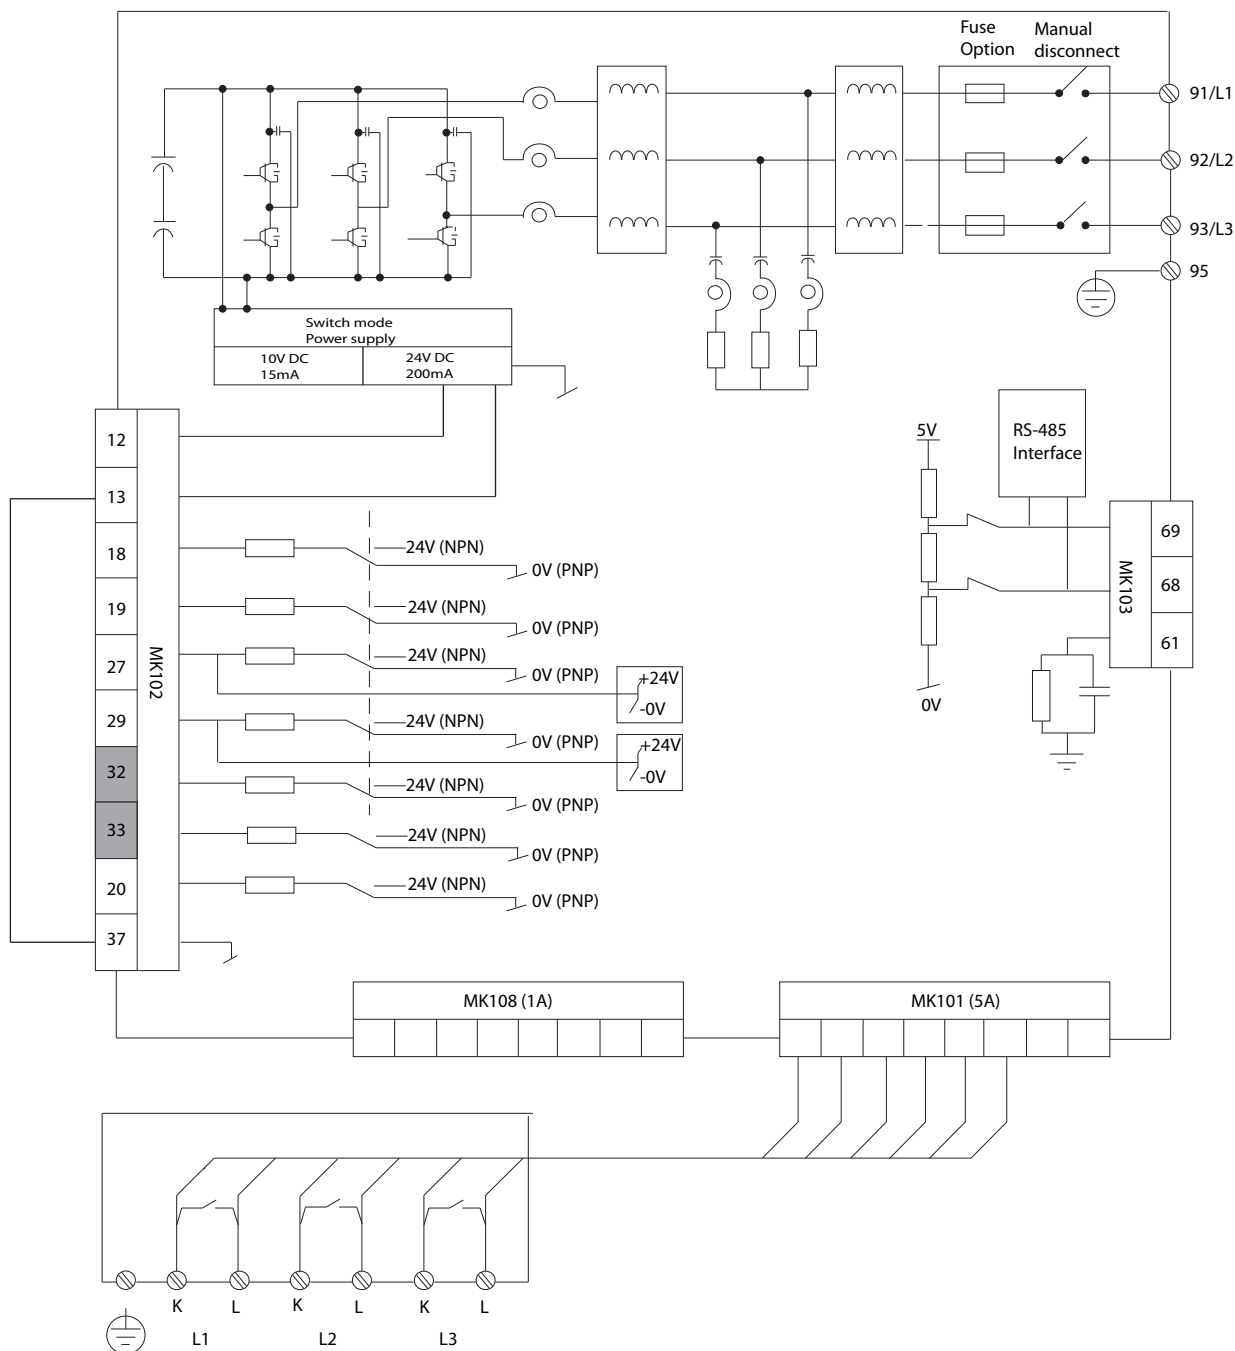 Fuse
Option
Manual
disconnect
91/L1
92/L2
93/L3
95
Switch mode
Power supply
10V DC
15mA
24V DC
200mA
12
13
18
19
27
29
32
33
20
37
MK102
24V (NPN)
0V (PNP)
24V (NPN)
0V (PNP)
24V (NPN)
0V (PNP)
+24V
-0V
24V (NPN)
0V (PNP)
+24V
-0V
24V (NPN)
0V (PNP)
24V (NPN)
0V (PNP)
24V (NPN)
0V (PNP)
5V
0V
RS-485
Interface
MK103
69
68
61
MK108 (1A)
MK101 (5A)
K
L
K
L
K
L
L1
L2
L3